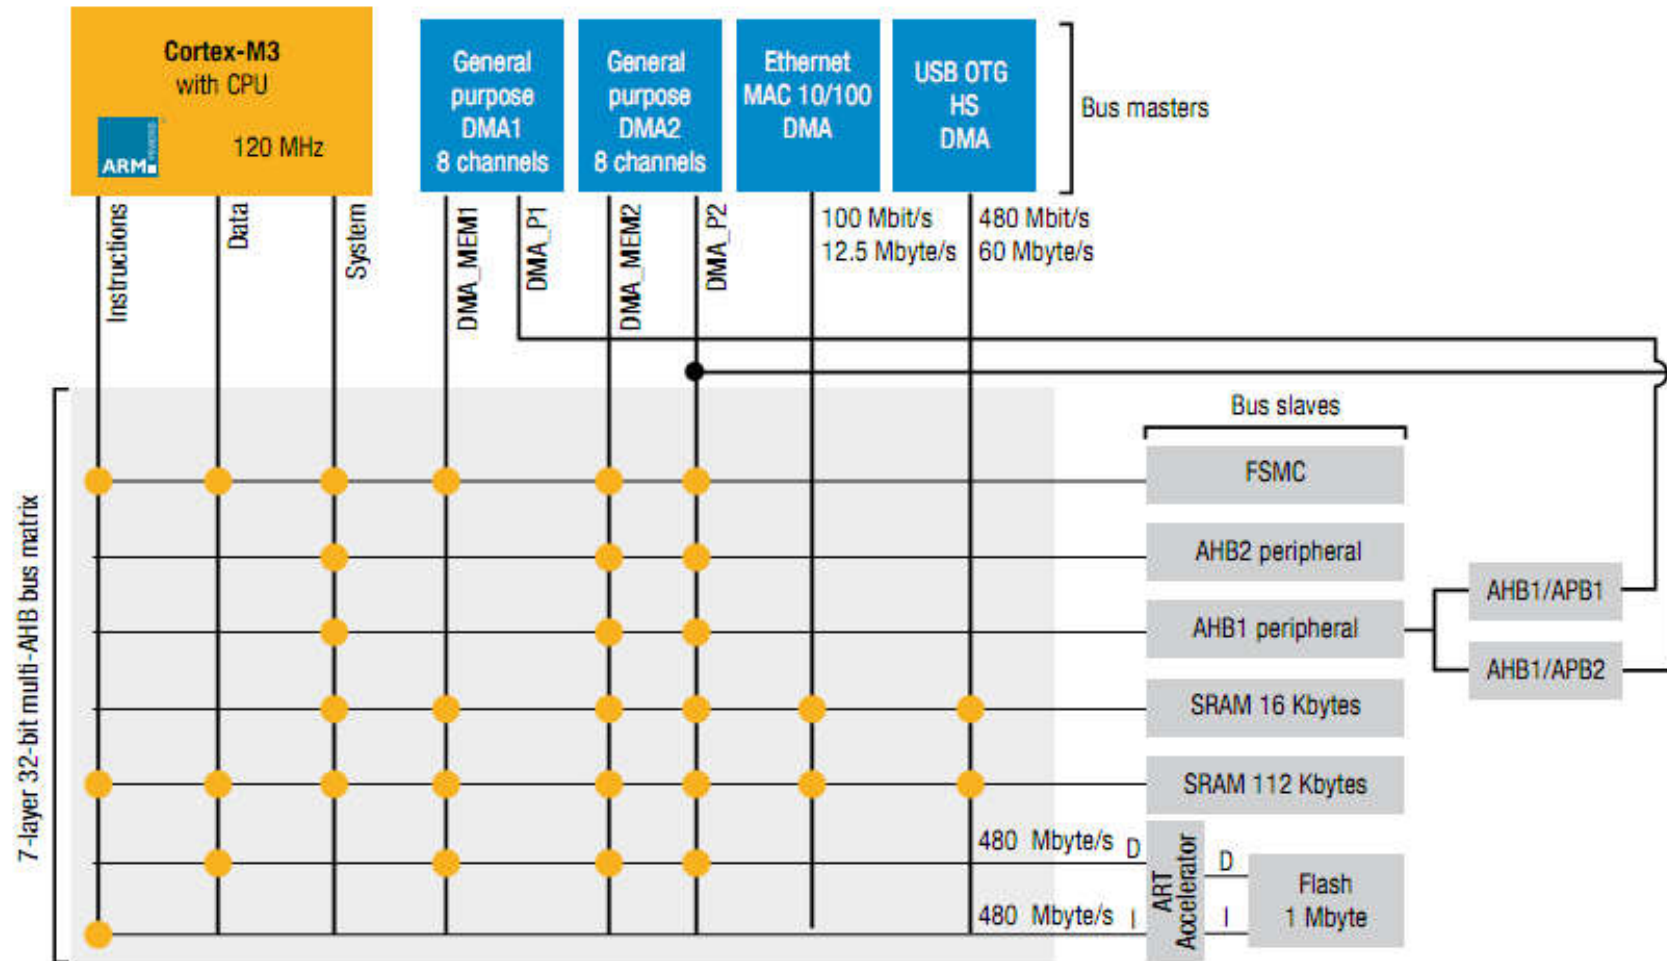 Cortex-M3
with CPU
120 MHz
ARM
General
purpose
DMA1
8 channels
General
purpose
DMA2
8 channels
Ethernet
MAC 10/100
DMA
USB OTG
HS
DMA
Bus masters
Instructions
Data
System
DMA_MEM1
DMA_P1
DMA_MEM2
DMA_P2
100 Mbit/s
12.5 Mbyte/s
480 Mbit/s
60 Mbyte/s
7-layer 32-bit multi-AHB bus matrix
Bus slaves
FSMC
AHB2 peripheral
AHB1 peripheral
AHB1/APB1
AHB1/APB2
SRAM 16 Kbytes
SRAM 112 Kbytes
480 Mbyte/s D
480 Mbyte/s I
ART
Accelerator
D
I
Flash
1 Mbyte